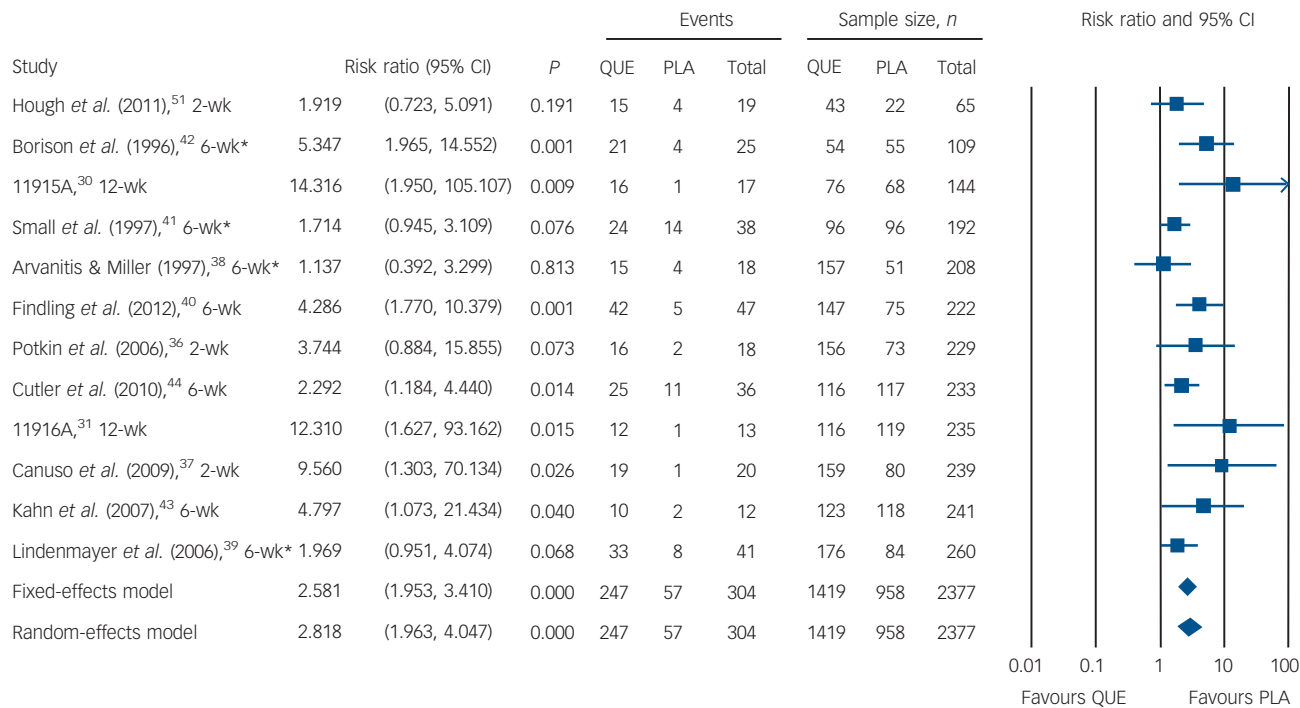 Events Sample size, n Risk ratio and 95% CI
Study Risk ratio (95% CI) P QUE PLA Total QUE PLA Total
Hough et al. (2011),51 2-wk 1.919 (0.723, 5.091) 0.191 15 4 19 43 22 65
Borison et al. (1996),42 6-wk* 5.347 1.965, 14.552) 0.001 21 4 25 54 55 109
11915A,30 12-wk 14.316 (1.950, 105.107) 0.009 16 1 17 76 68 144
Small et al. (1997),41 6-wk* 1.714 (0.945, 3.109) 0.076 24 14 38 96 96 192
Arvanitis & Miller (1997),38 6-wk* 1.137 (0.392, 3.299) 0.813 15 4 18 157 51 208
Findling et al. (2012),40 6-wk 4.286 (1.770, 10.379) 0.001 42 5 47 147 75 222
Potkin et al. (2006),36 2-wk 3.744 (0.884, 15.855) 0.073 16 2 18 156 73 229
Cutler et al. (2010),44 6-wk 2.292 (1.184, 4.440) 0.014 25 11 36 116 117 233
11916A,31 12-wk 12.310 (1.627, 93.162) 0.015 12 1 13 116 119 235
Canuso et al. (2009),37 2-wk 9.560 (1.303, 70.134) 0.026 19 1 20 159 80 239
Kahn et al. (2007),43 6-wk 4.797 (1.073, 21.434) 0.040 10 2 12 123 118 241
Lindenmayer et al. (2006),39 6-wk* 1.969 (0.951, 4.074) 0.068 33 8 41 176 84 260
Fixed-effects model 2.581 (1.953, 3.410) 0.000 247 57 304 1419 958 2377
Random-effects model 2.818 (1.963, 4.047) 0.000 247 57 304 1419 958 2377
0.01 0.1 1 10 100
Favours QUE Favours PLA